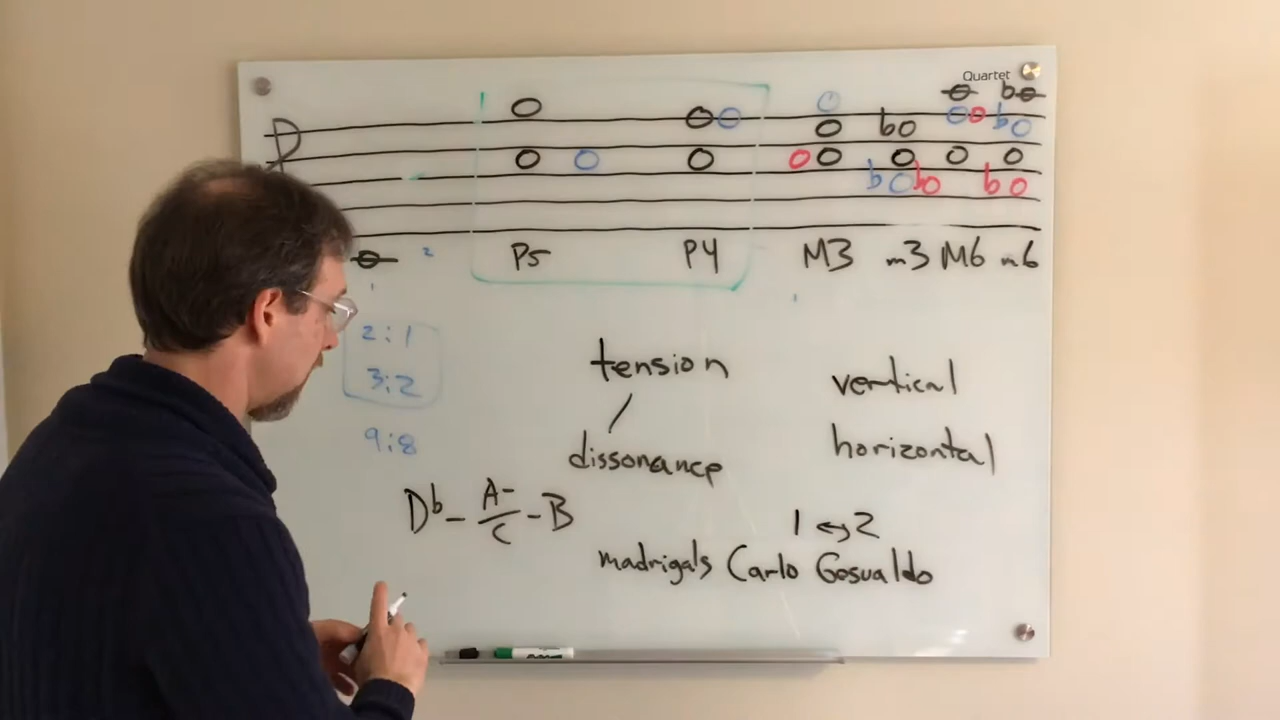 Quartet
P5 P4 M3 m3 M6 m6
2
2:1
3:2
9:8
tension
dissonance
vertical
horizontal
D♭ - A-/C - B
1 ↔ 2
madrigals Carlo Gesualdo